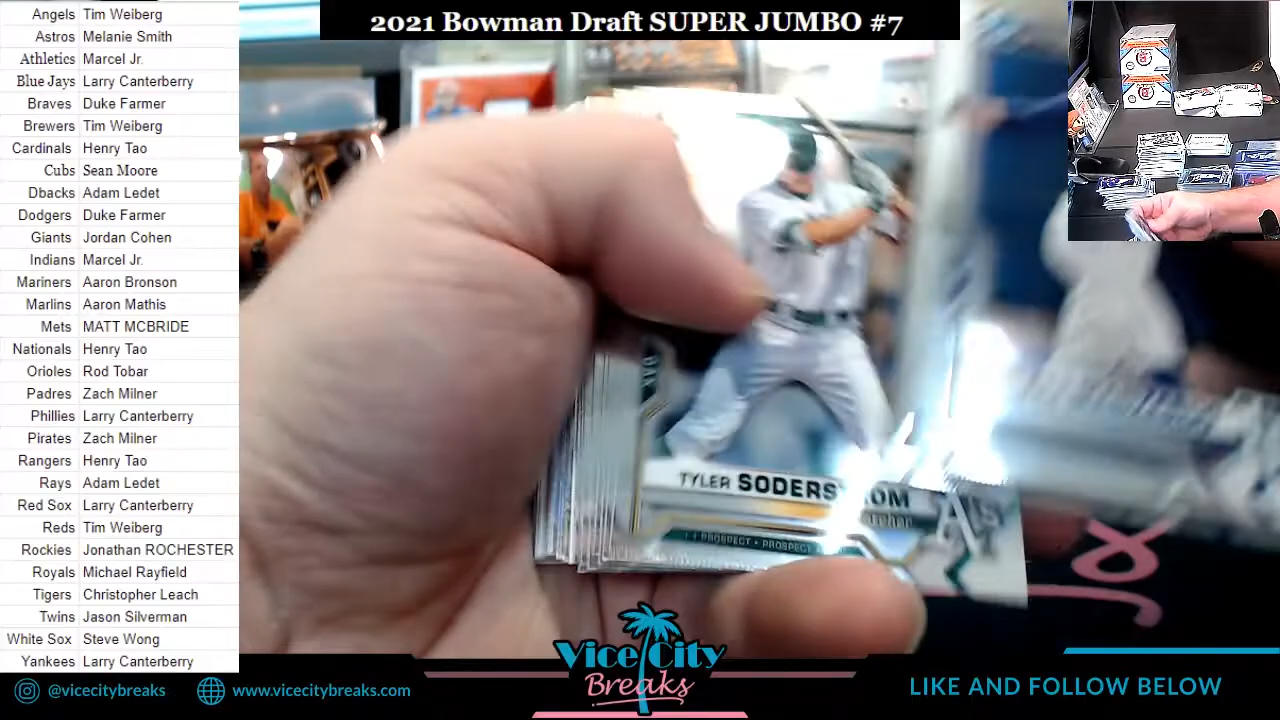 2021 Bowman Draft SUPER JUMBO #7
Angels Tim Weiberg
Astros Melanie Smith
Athletics Marcel Jr.
Blue Jays Larry Canterberry
Braves Duke Farmer
Brewers Tim Weiberg
Cardinals Henry Tao
Cubs Sean Moore
Dbacks Adam Ledet
Dodgers Duke Farmer
Giants Jordan Cohen
Indians Marcel Jr.
Mariners Aaron Bronson
Marlins Aaron Mathis
Mets MATT MCBRIDE
Nationals Henry Tao
Orioles Rod Tobar
Padres Zach Milner
Phillies Larry Canterberry
Pirates Zach Milner
Rangers Henry Tao
Rays Adam Ledet
Red Sox Larry Canterberry
Reds Tim Weiberg
Rockies Jonathan ROCHESTER
Royals Michael Rayfield
Tigers Christopher Leach
Twins Jason Silverman
White Sox Steve Wong
Yankees Larry Canterberry
OAK
TYLER
A's
PROSPECT • PROSPECT
@vicecitybreaks
www.vicecitybreaks.com
Vice City
Breaks
LIKE AND FOLLOW BELOW